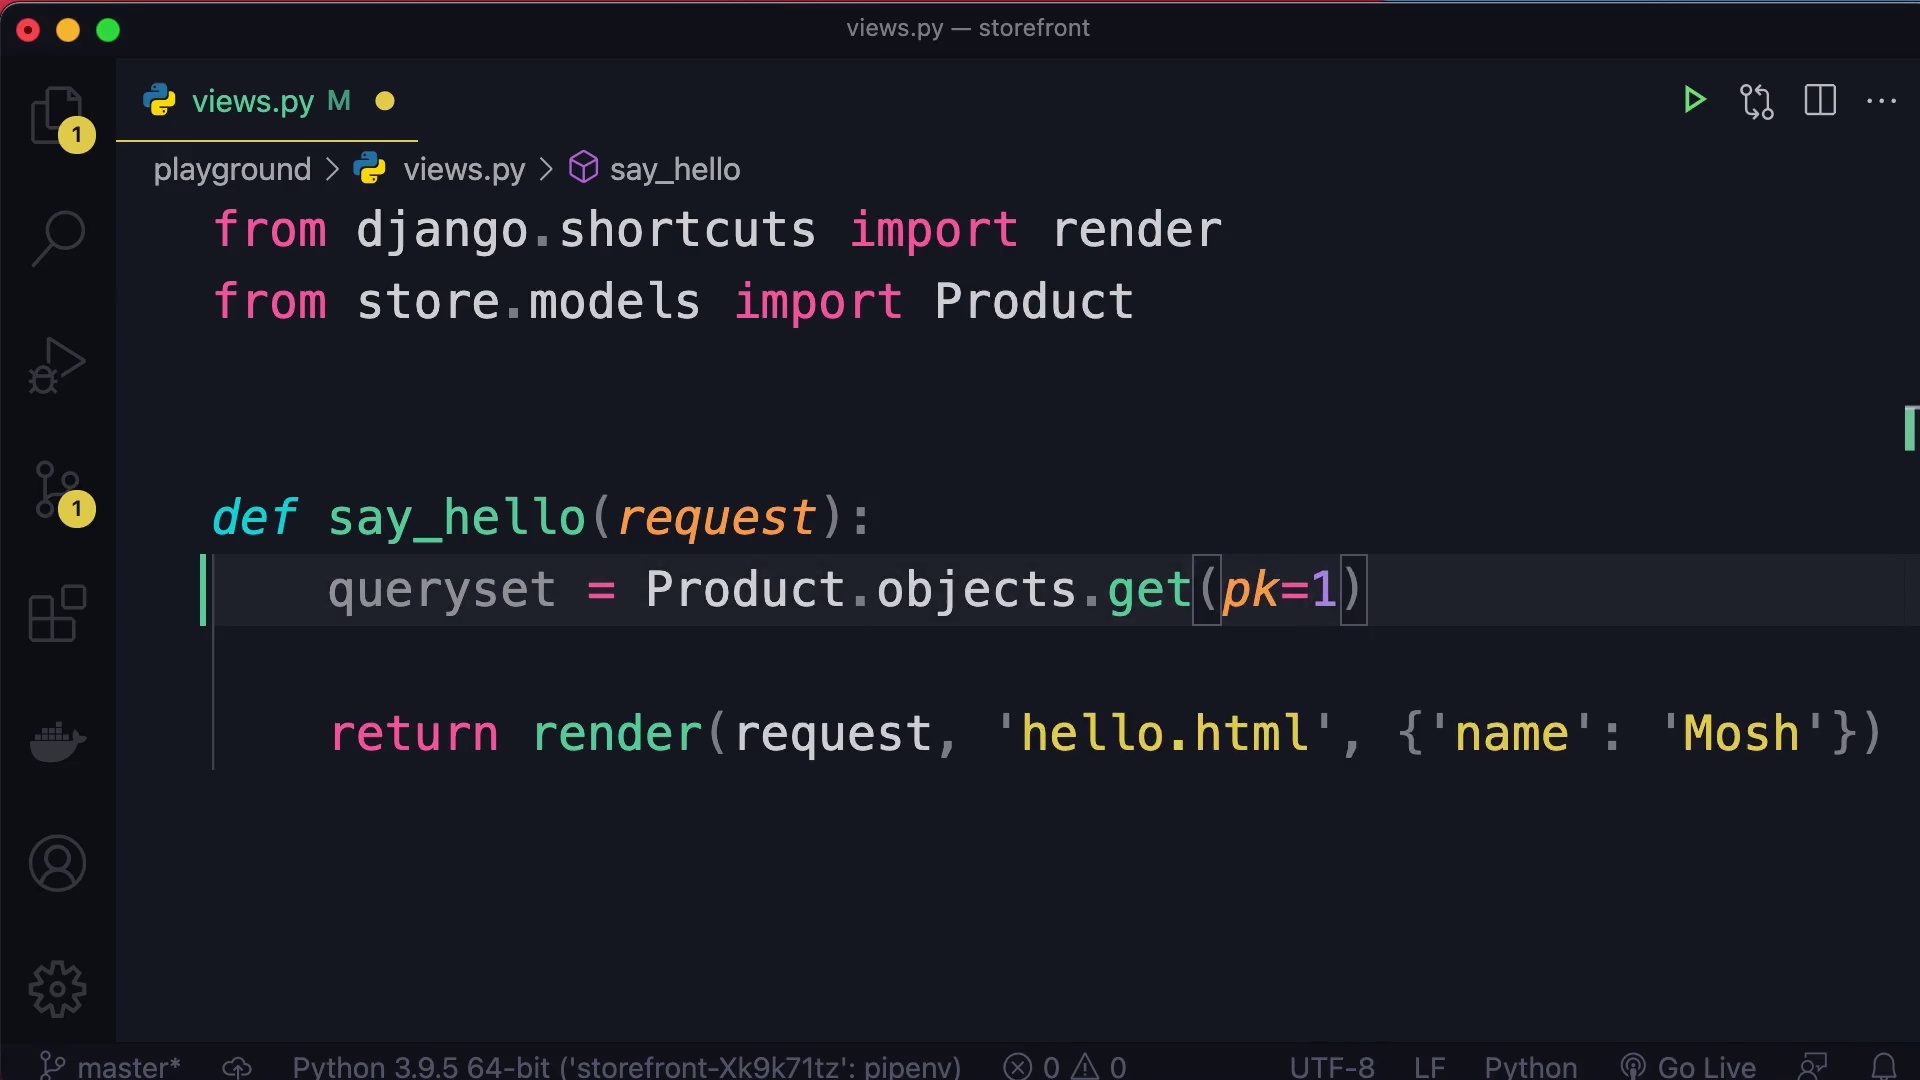 views.py — storefront
views.py M
1
playground > views.py > say_hello
from django.shortcuts import render
from store.models import Product
def say_hello(request):
1
queryset = Product.objects.get(pk=1)
return render(request, 'hello.html', {'name': 'Mosh'})
master* Python 3.9.5 64-bit ('storefront-Xk9k71tz': pipenv) 0 0 UTF-8 LF Python Go Live